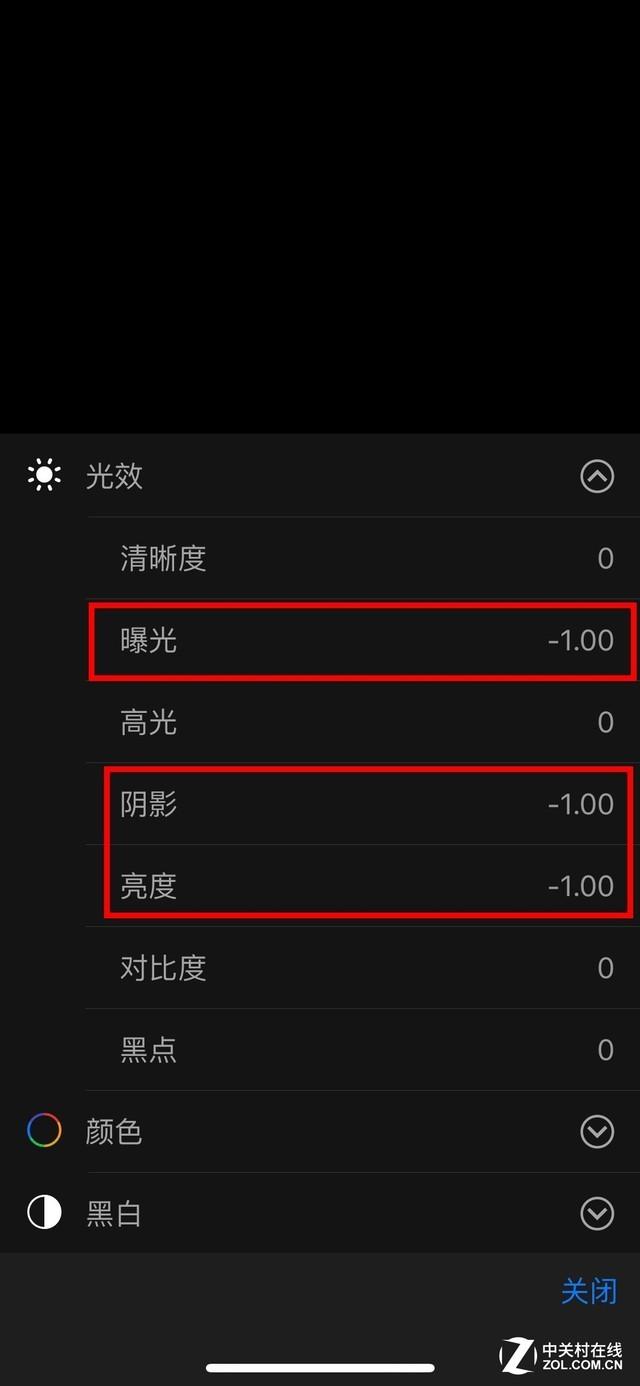 光效
清晰度 0
曝光 -1.00
高光 0
阴影 -1.00
亮度 -1.00
对比度 0
黑点 0
颜色
黑白
关闭
Z 中关村在线
ZOL.COM.CN